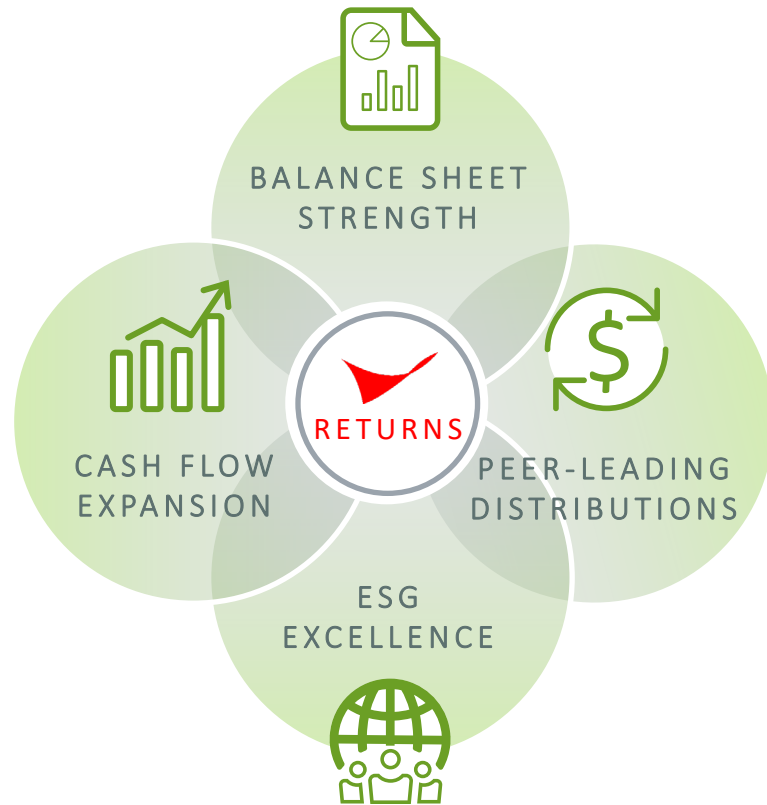 BALANCE SHEET
STRENGTH
RETURNS
CASH FLOW
EXPANSION
$
PEER-LEADING
DISTRIBUTIONS
ESG
EXCELLENCE